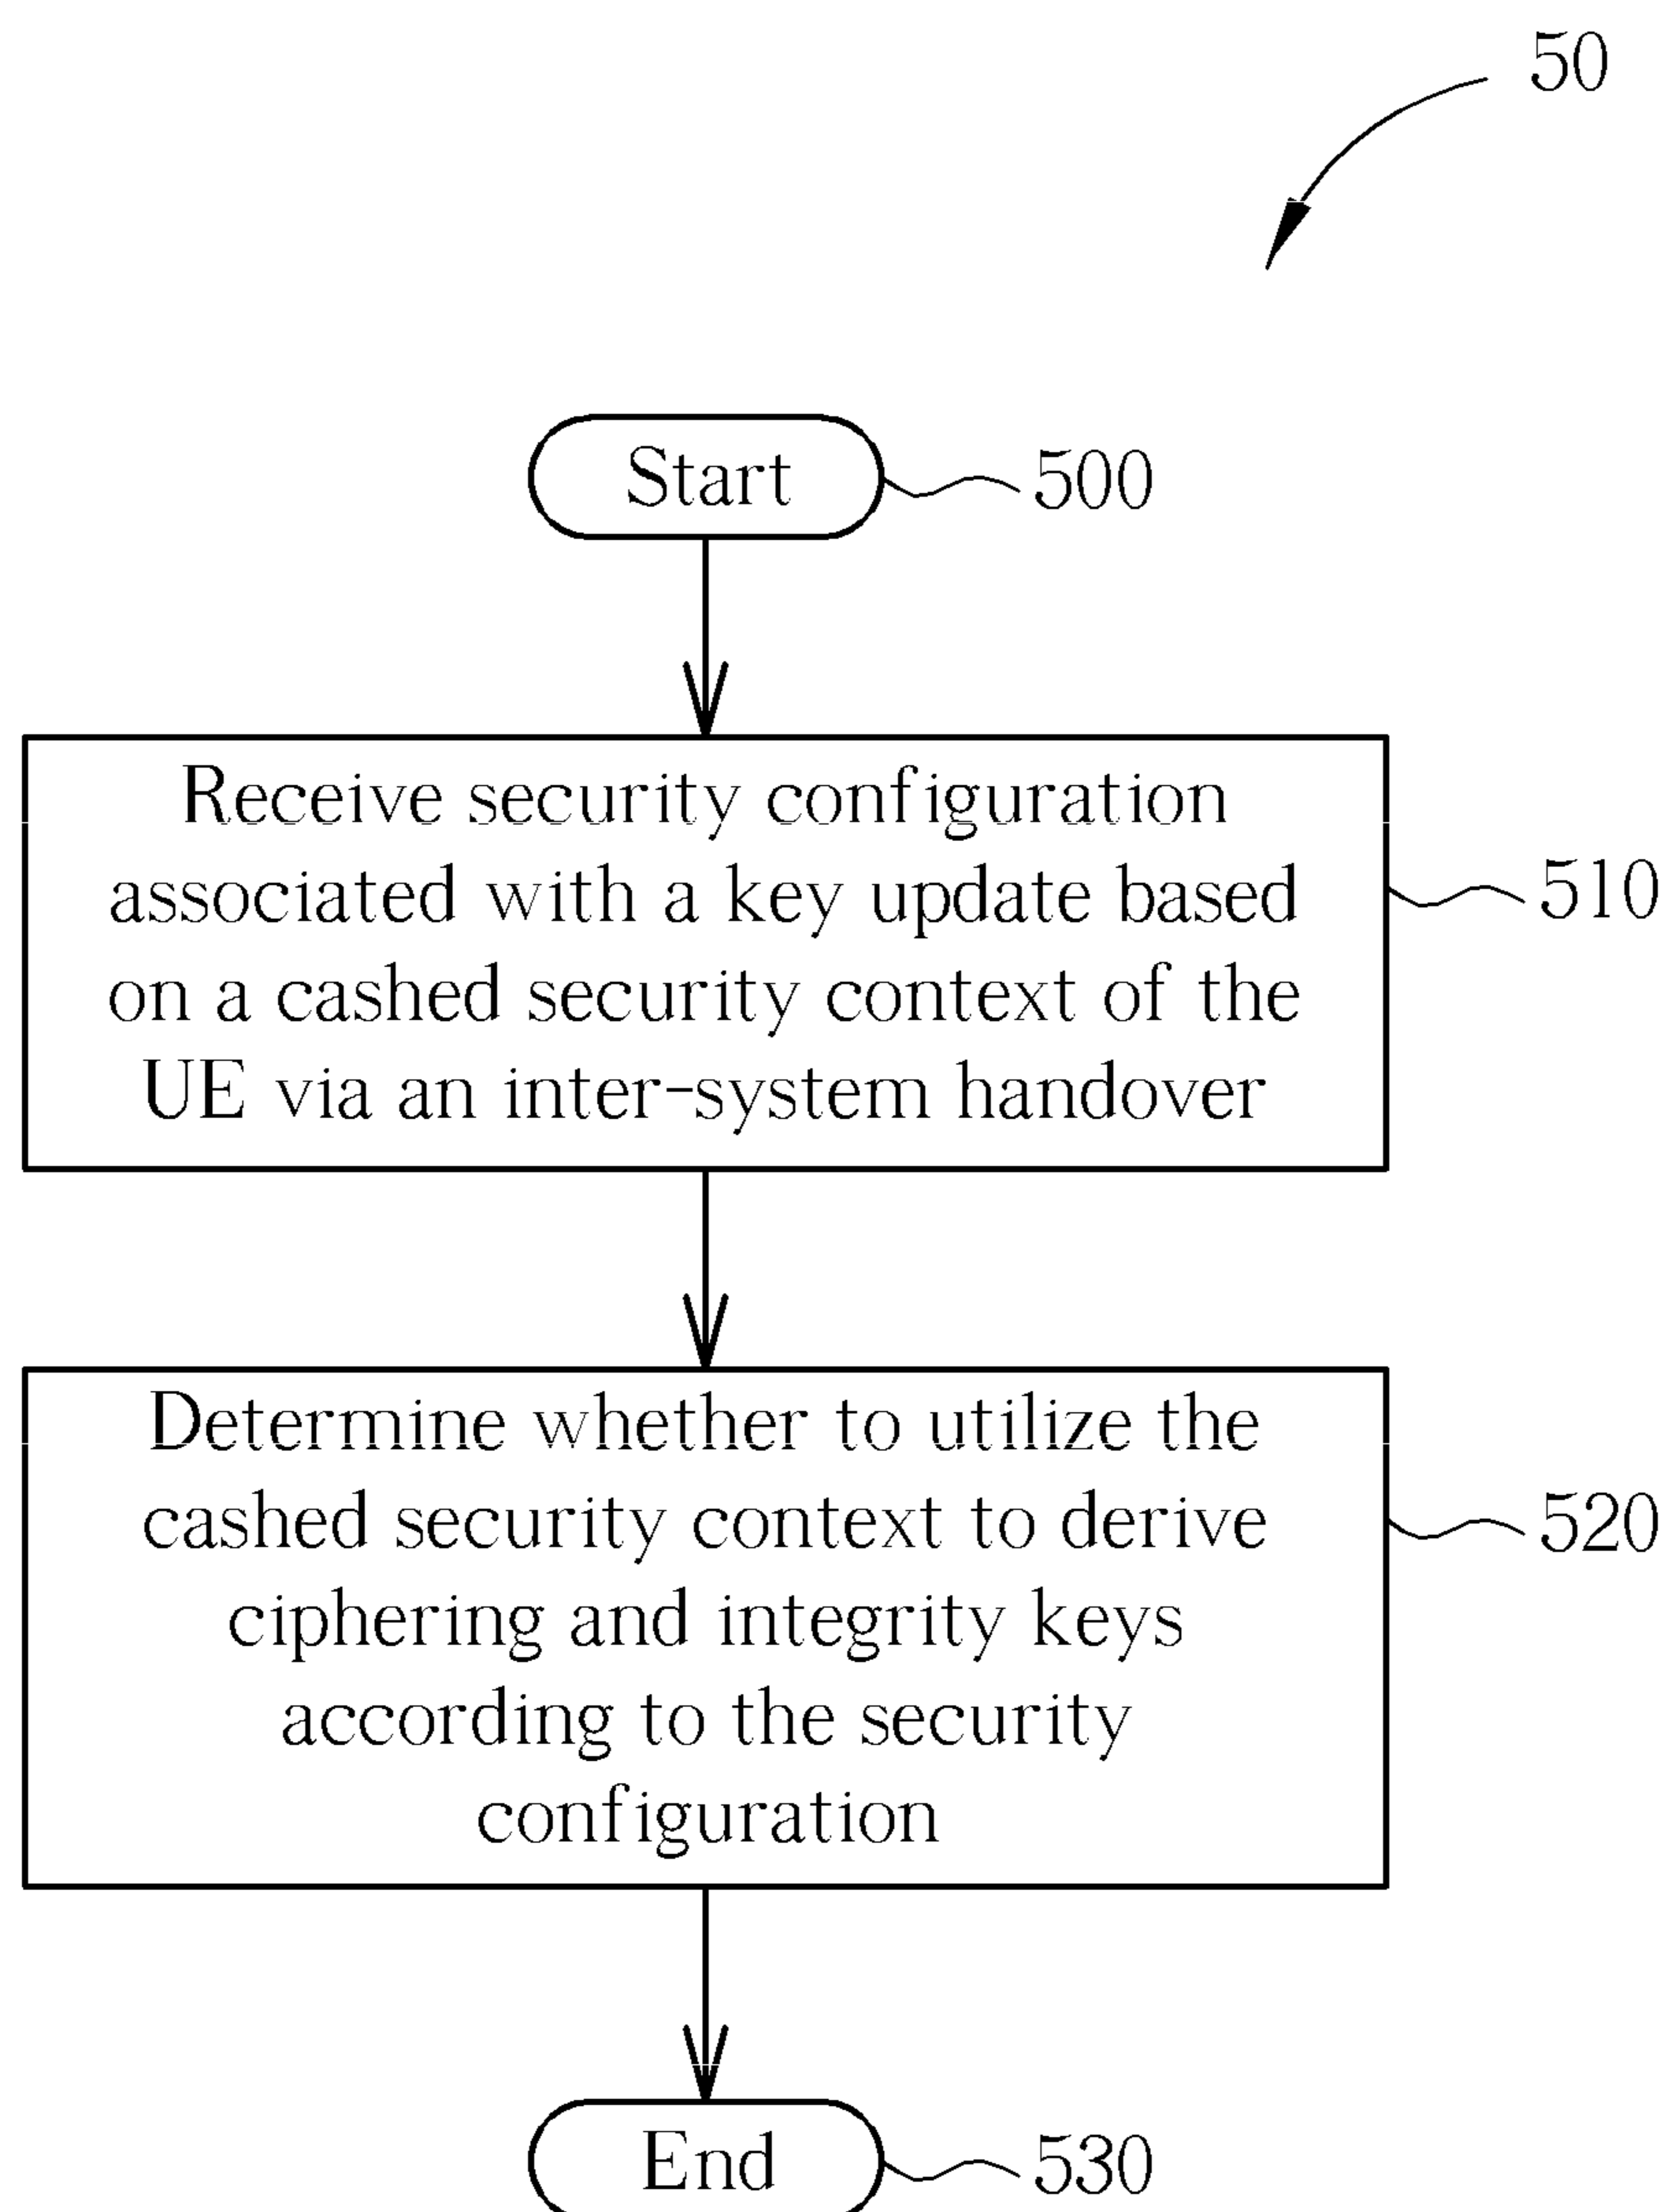 50
Start
500
Receive security configuration
associated with a key update based
on a cashed security context of the
UE via an inter-system handover
510
Determine whether to utilize the
cashed security context to derive
ciphering and integrity keys
according to the security
configuration
520
End
530